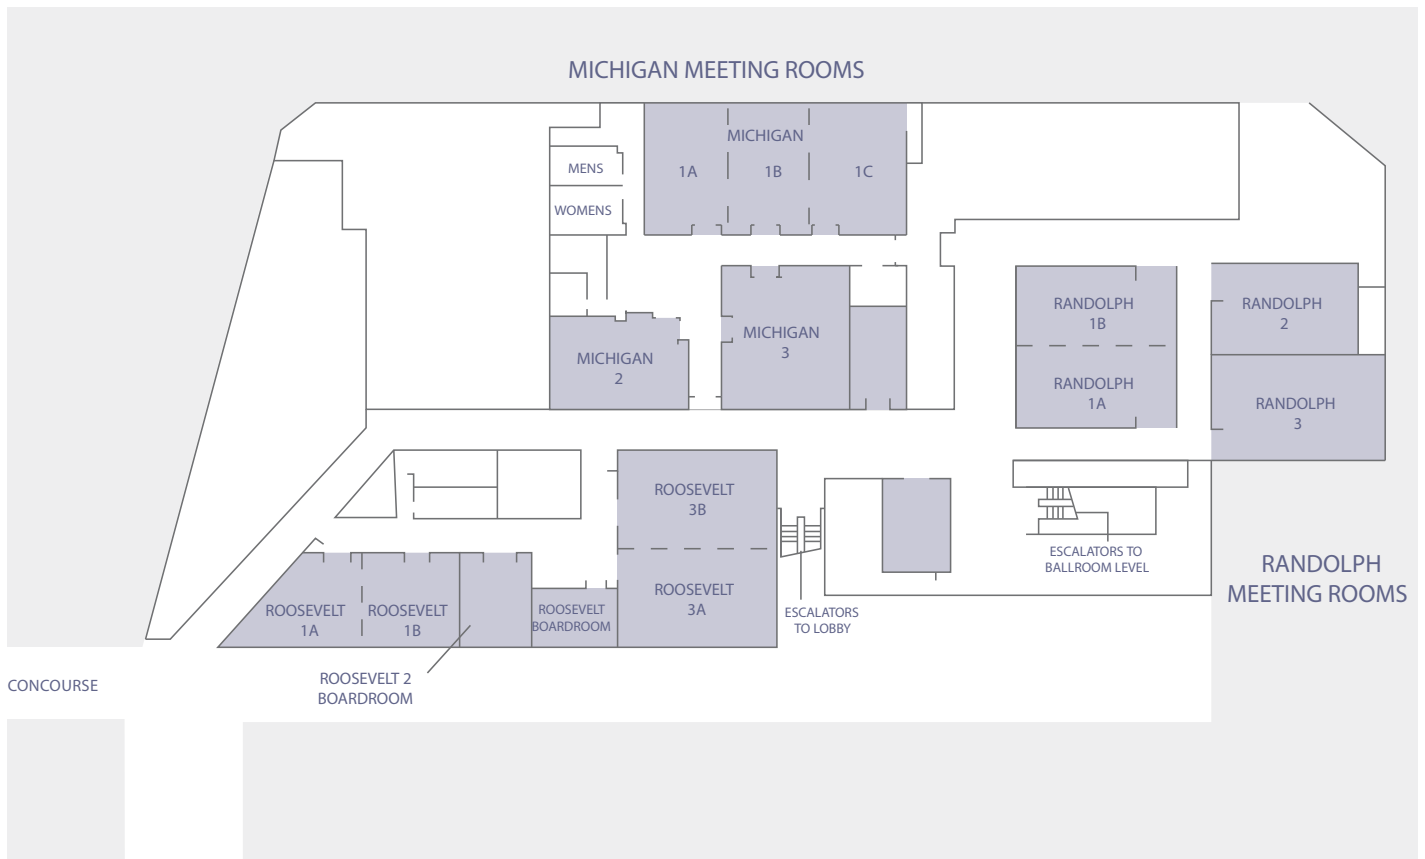 MICHIGAN MEETING ROOMS
MICHIGAN
1A
1B
1C
MENS
WOMENS
MICHIGAN
2
MICHIGAN
3
RANDOLPH
1B
RANDOLPH
1A
RANDOLPH
2
RANDOLPH
3
ROOSEVELT
3B
ROOSEVELT
3A
ROOSEVELT
1A
ROOSEVELT
1B
ROOSEVELT
BOARDROOM
ROOSEVELT 2
BOARDROOM
ESCALATORS
TO LOBBY
ESCALATORS TO
BALLROOM LEVEL
RANDOLPH
MEETING ROOMS
CONCOURSE